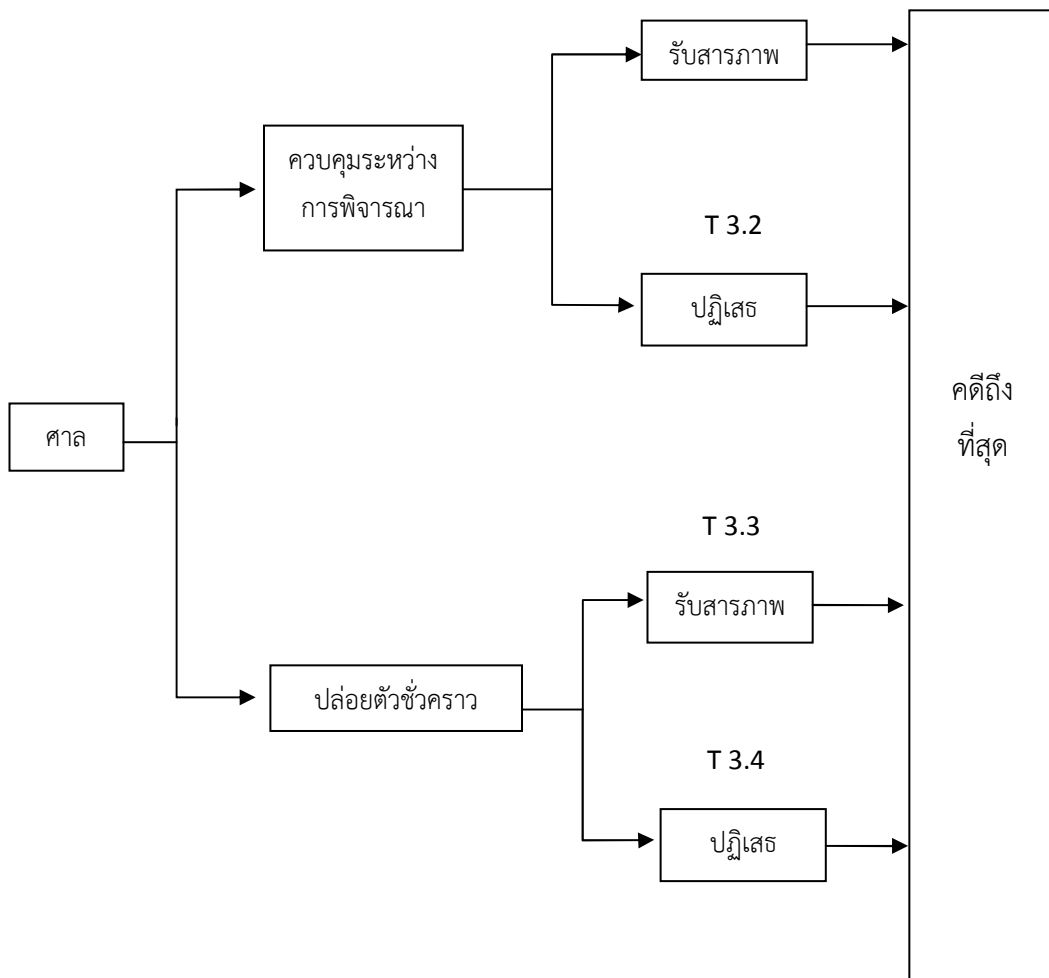 รับสารภาพ
ควบคุมระหว่าง
การพิจารณา
T 3.2
ปฏิเสธ
คดีถึง
ที่สุด
ศาล
T 3.3
รับสารภาพ
ปล่อยตัวชั่วคราว
T 3.4
ปฏิเสธ